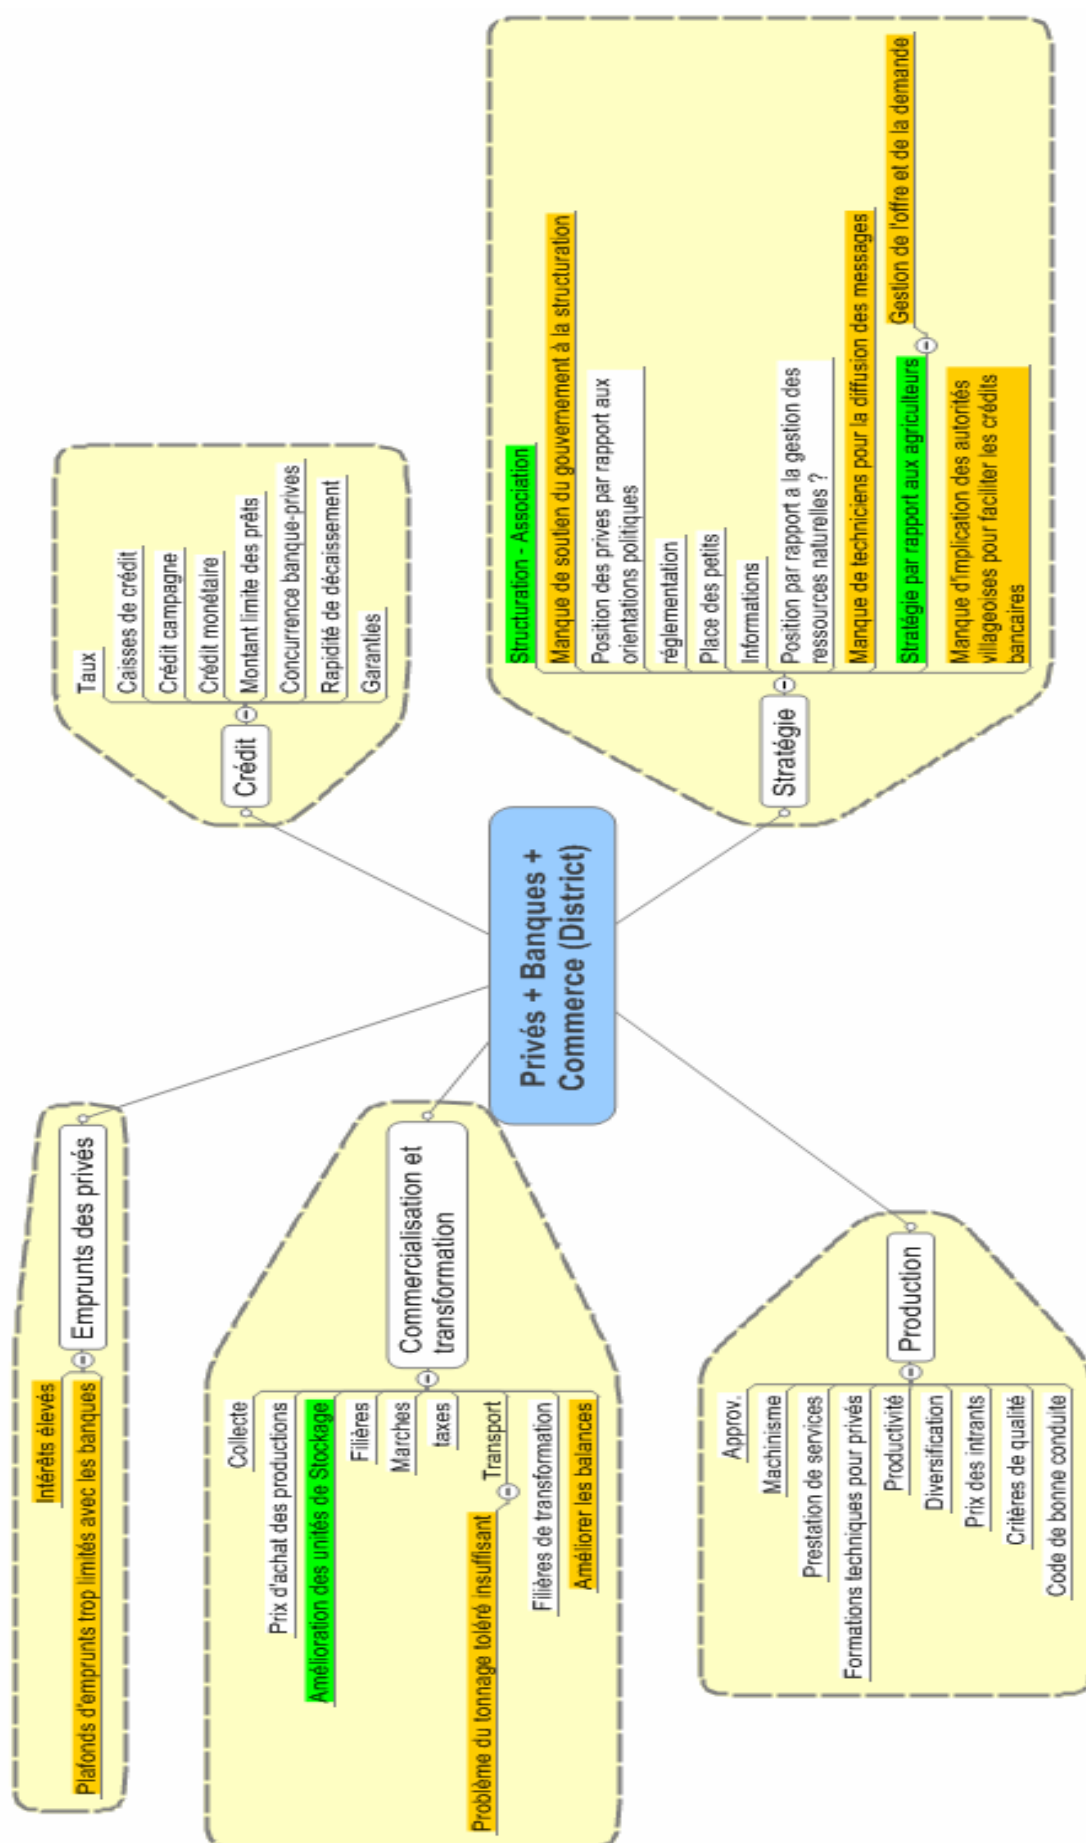 Privés + Banques +
Commerce (District)
Emprunts des privés
Intérêts élevés
Plafonds d'emprunts trop limités avec les banques
Commercialisation et
transformation
Collecte
Prix d'achat des productions
Amélioration des unités de Stockage
Filières
Marches
taxes
Transport
Problème du tonnage toléré insuffisant
Filières de transformation
Améliorer les balances
Production
Approv.
Machinisme
Prestation de services
Formations techniques pour privés
Productivité
Diversification
Prix des intrants
Critères de qualité
Code de bonne conduite
Crédit
Taux
Caisses de crédit
Crédit campagne
Crédit monétaire
Montant limite des prêts
Concurrence banque-prives
Rapidité de décaissement
Garanties
Stratégie
Structuration - Association
Manque de soutien du gouvernement à la structuration
Position des prives par rapport aux
orientations politiques
réglementation
Place des petits
Informations
Position par rapport a la gestion des
ressources naturelles ?
Manque de techniciens pour la diffusion des messages
Stratégie par rapport aux agriculteurs
Gestion de l'offre et de la demande
Manque d'implication des autorités
villageoises pour faciliter les crédits
bancaires